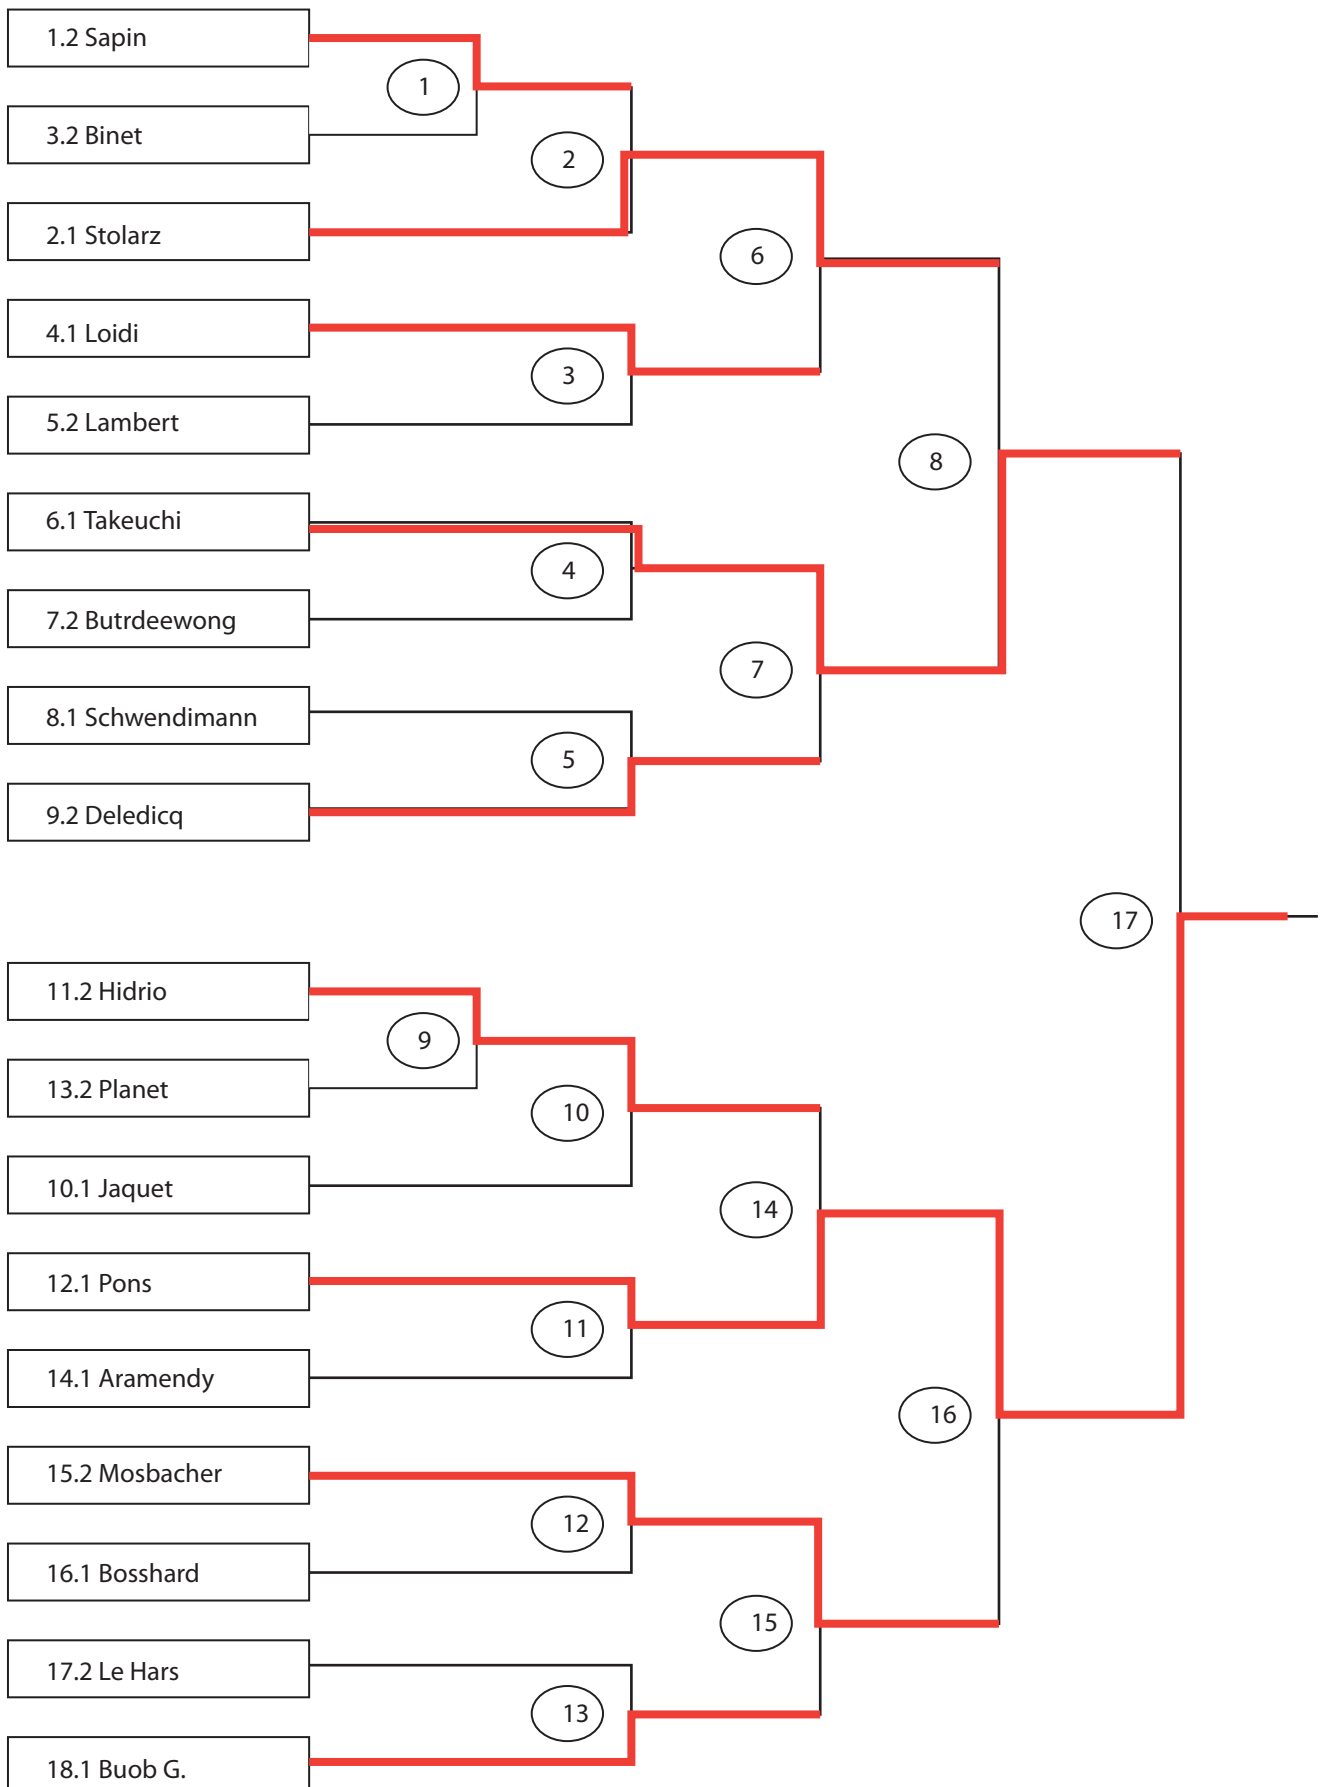 1.2 Sapin
1
3.2 Binet
2
2.1 Stolarz
6
4.1 Loidi
3
5.2 Lambert
8
6.1 Takeuchi
4
7.2 Butrdeewong
7
8.1 Schwendimann
5
9.2 Deledicq
17
11.2 Hidrio
9
13.2 Planet
10
10.1 Jaquet
14
12.1 Pons
11
14.1 Aramendy
16
15.2 Mosbacher
12
16.1 Bosshard
15
17.2 Le Hars
13
18.1 Buob G.